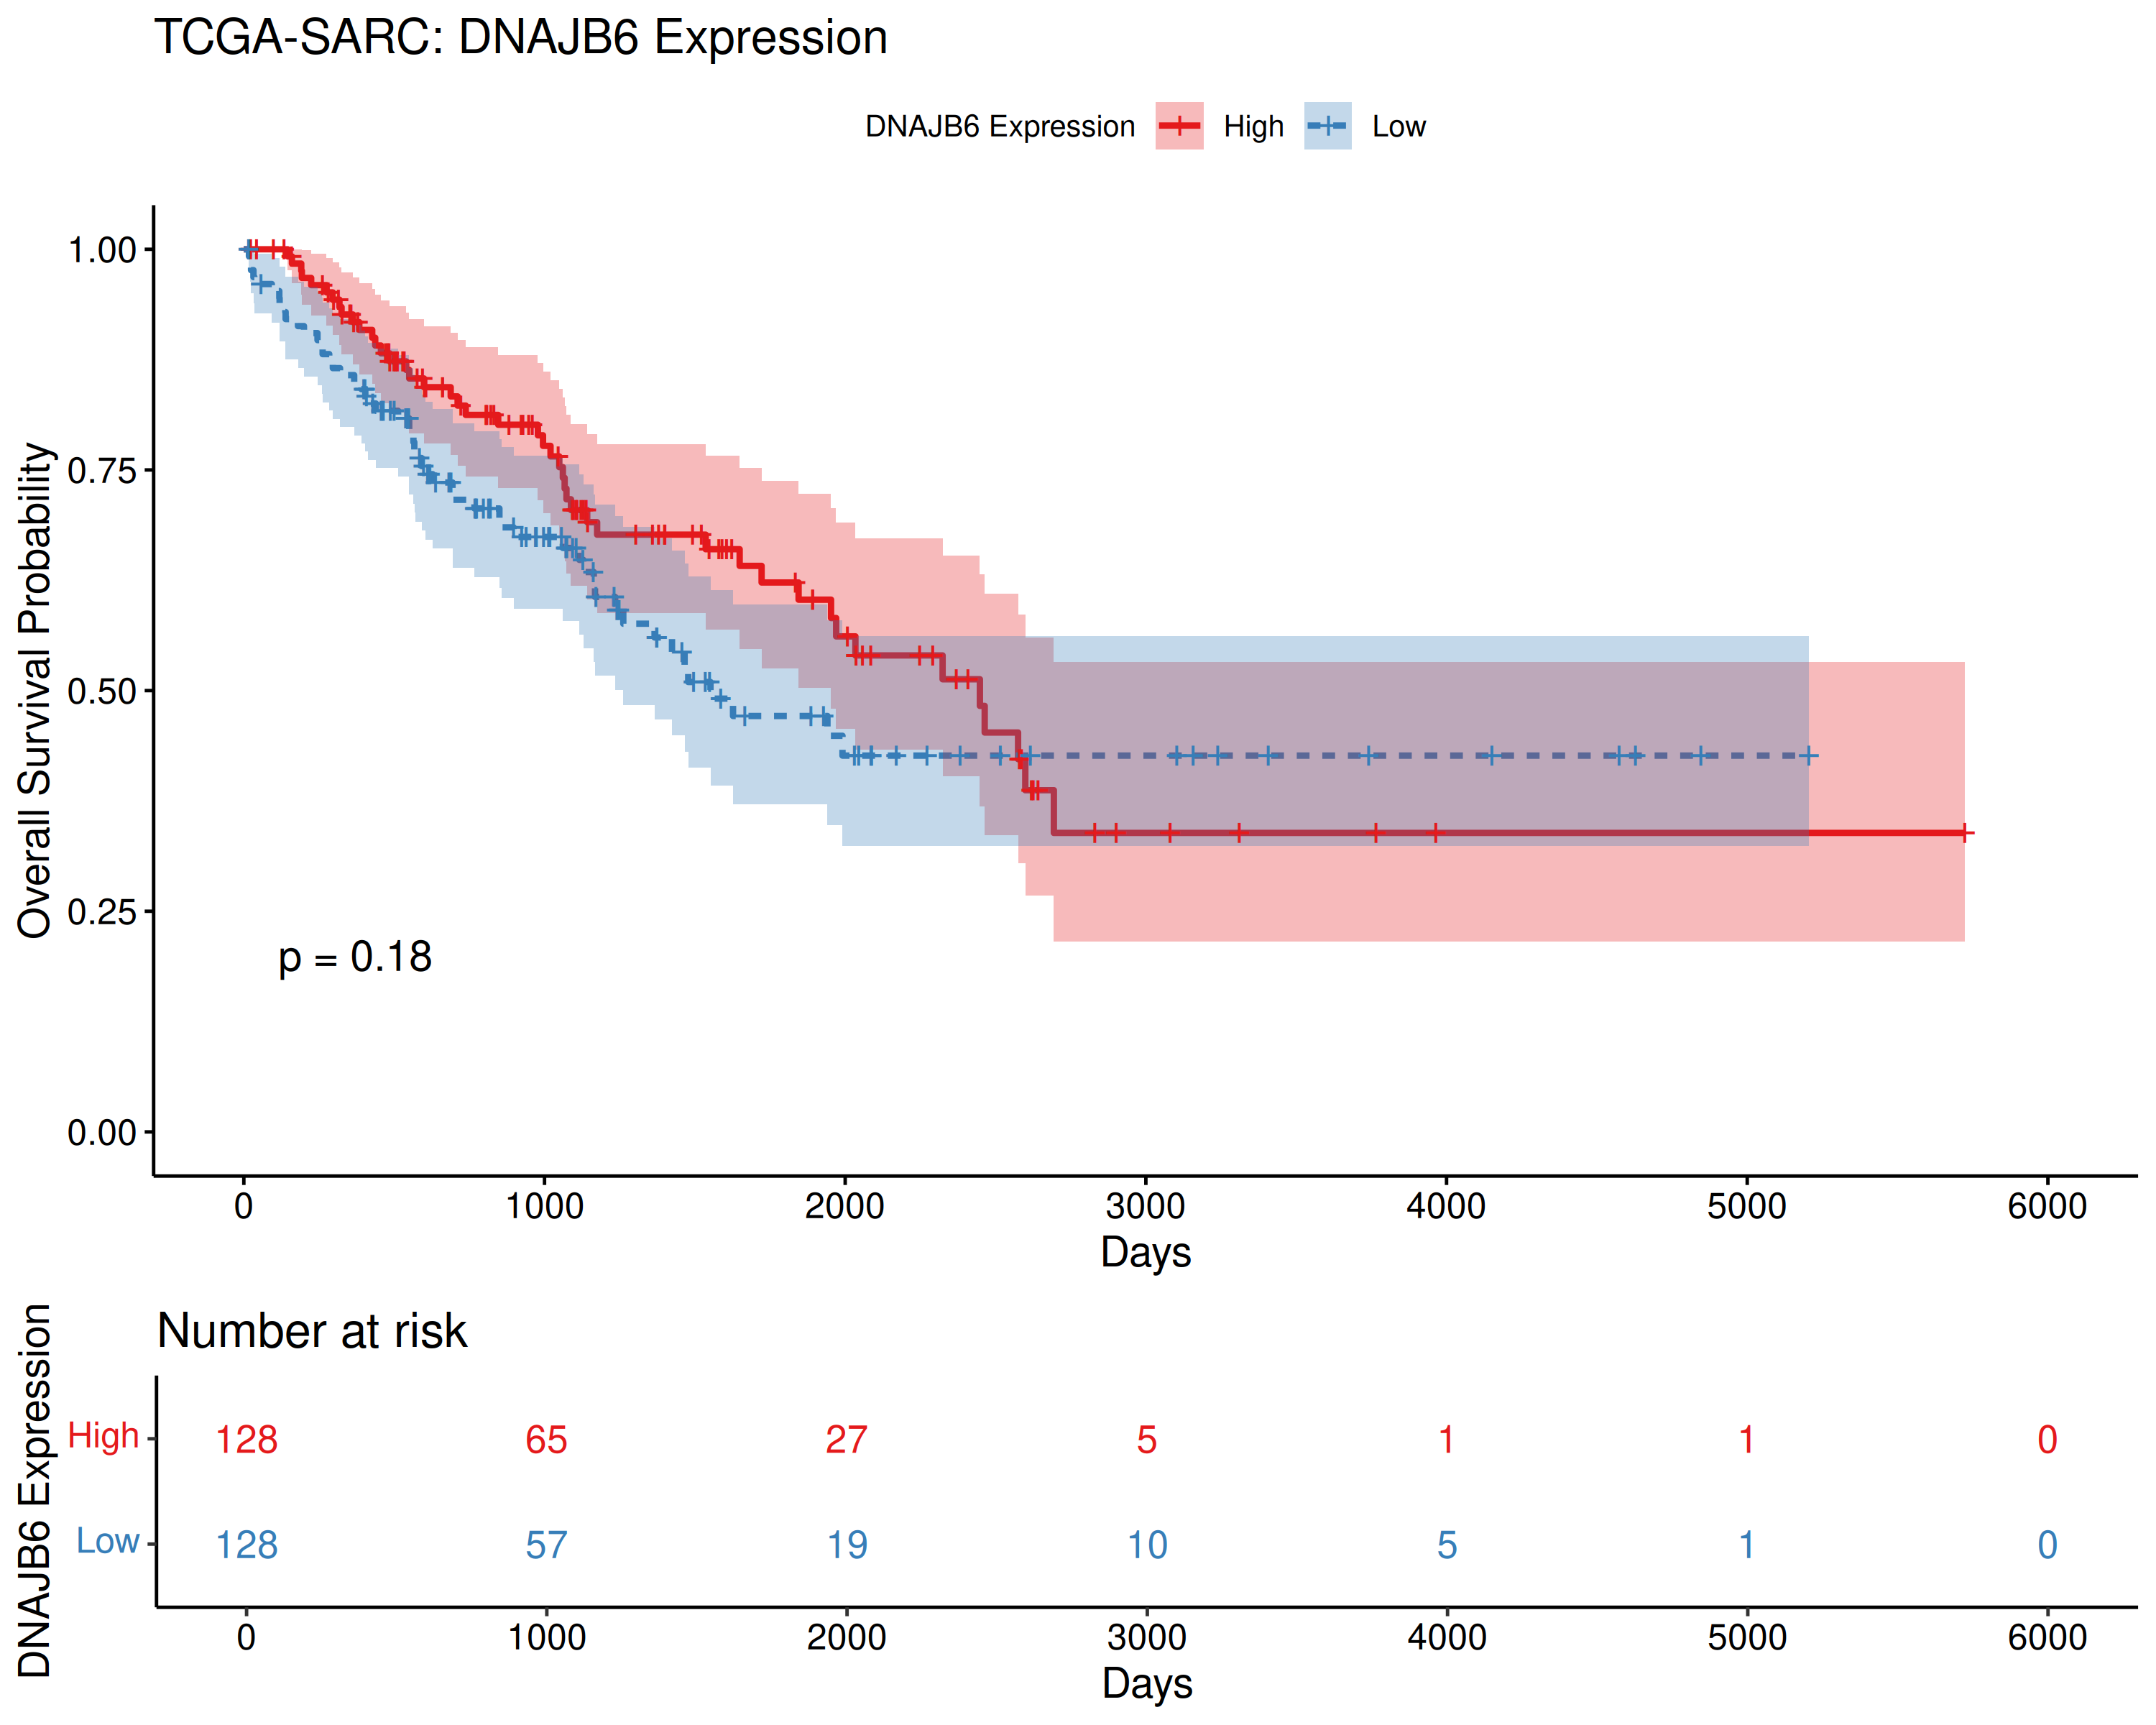 TCGA-SARC: DNAJB6 Expression
DNAJB6 Expression High Low
Overall Survival Probability
1.00
0.75
0.50
0.25
0.00
p = 0.18
0 1000 2000 3000 4000 5000 6000
Days
Number at risk
DNAJB6 Expression
High 128 65 27 5 1 1 0
Low 128 57 19 10 5 1 0
0 1000 2000 3000 4000 5000 6000
Days